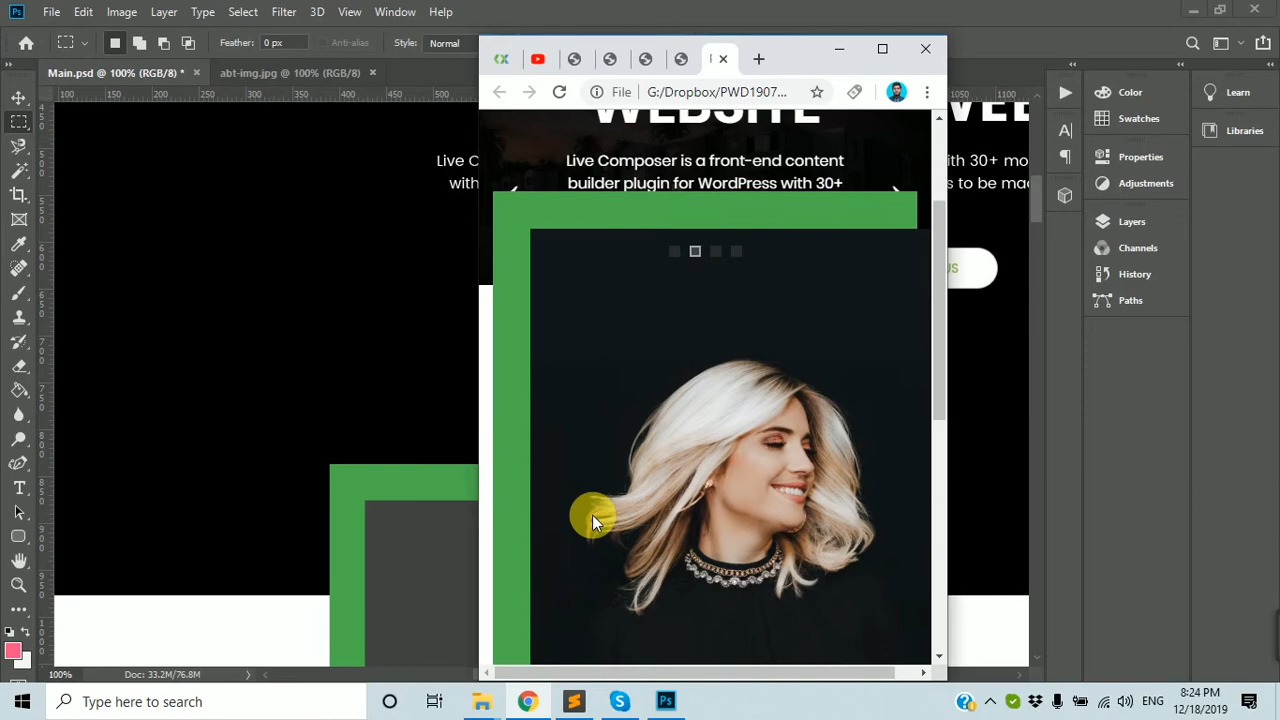 File Edit Image Layer Type Select Filter 3D View Window Help
Feather: 0 px Anti-alias Style: Normal
Main.psd @ 100% (RGB/8) * × abt-img.jpg @ 100% (RGB/8) ×
100 150 200 250 300 350 400 450 500 1050 1100
File G:/Dropbox/PWD1907...
WEBSITE
Live Composer is a front-end content
builder plugin for WordPress with 30+
Live C
with
ith 30+ mo
s to be ma
US
Color
Swatches
Properties
Adjustments
Layers
Channels
History
Paths
Learn
Libraries
100% Doc: 33.2M/76.8M
Type here to search
ENG
8:24 PM
12/18/2019